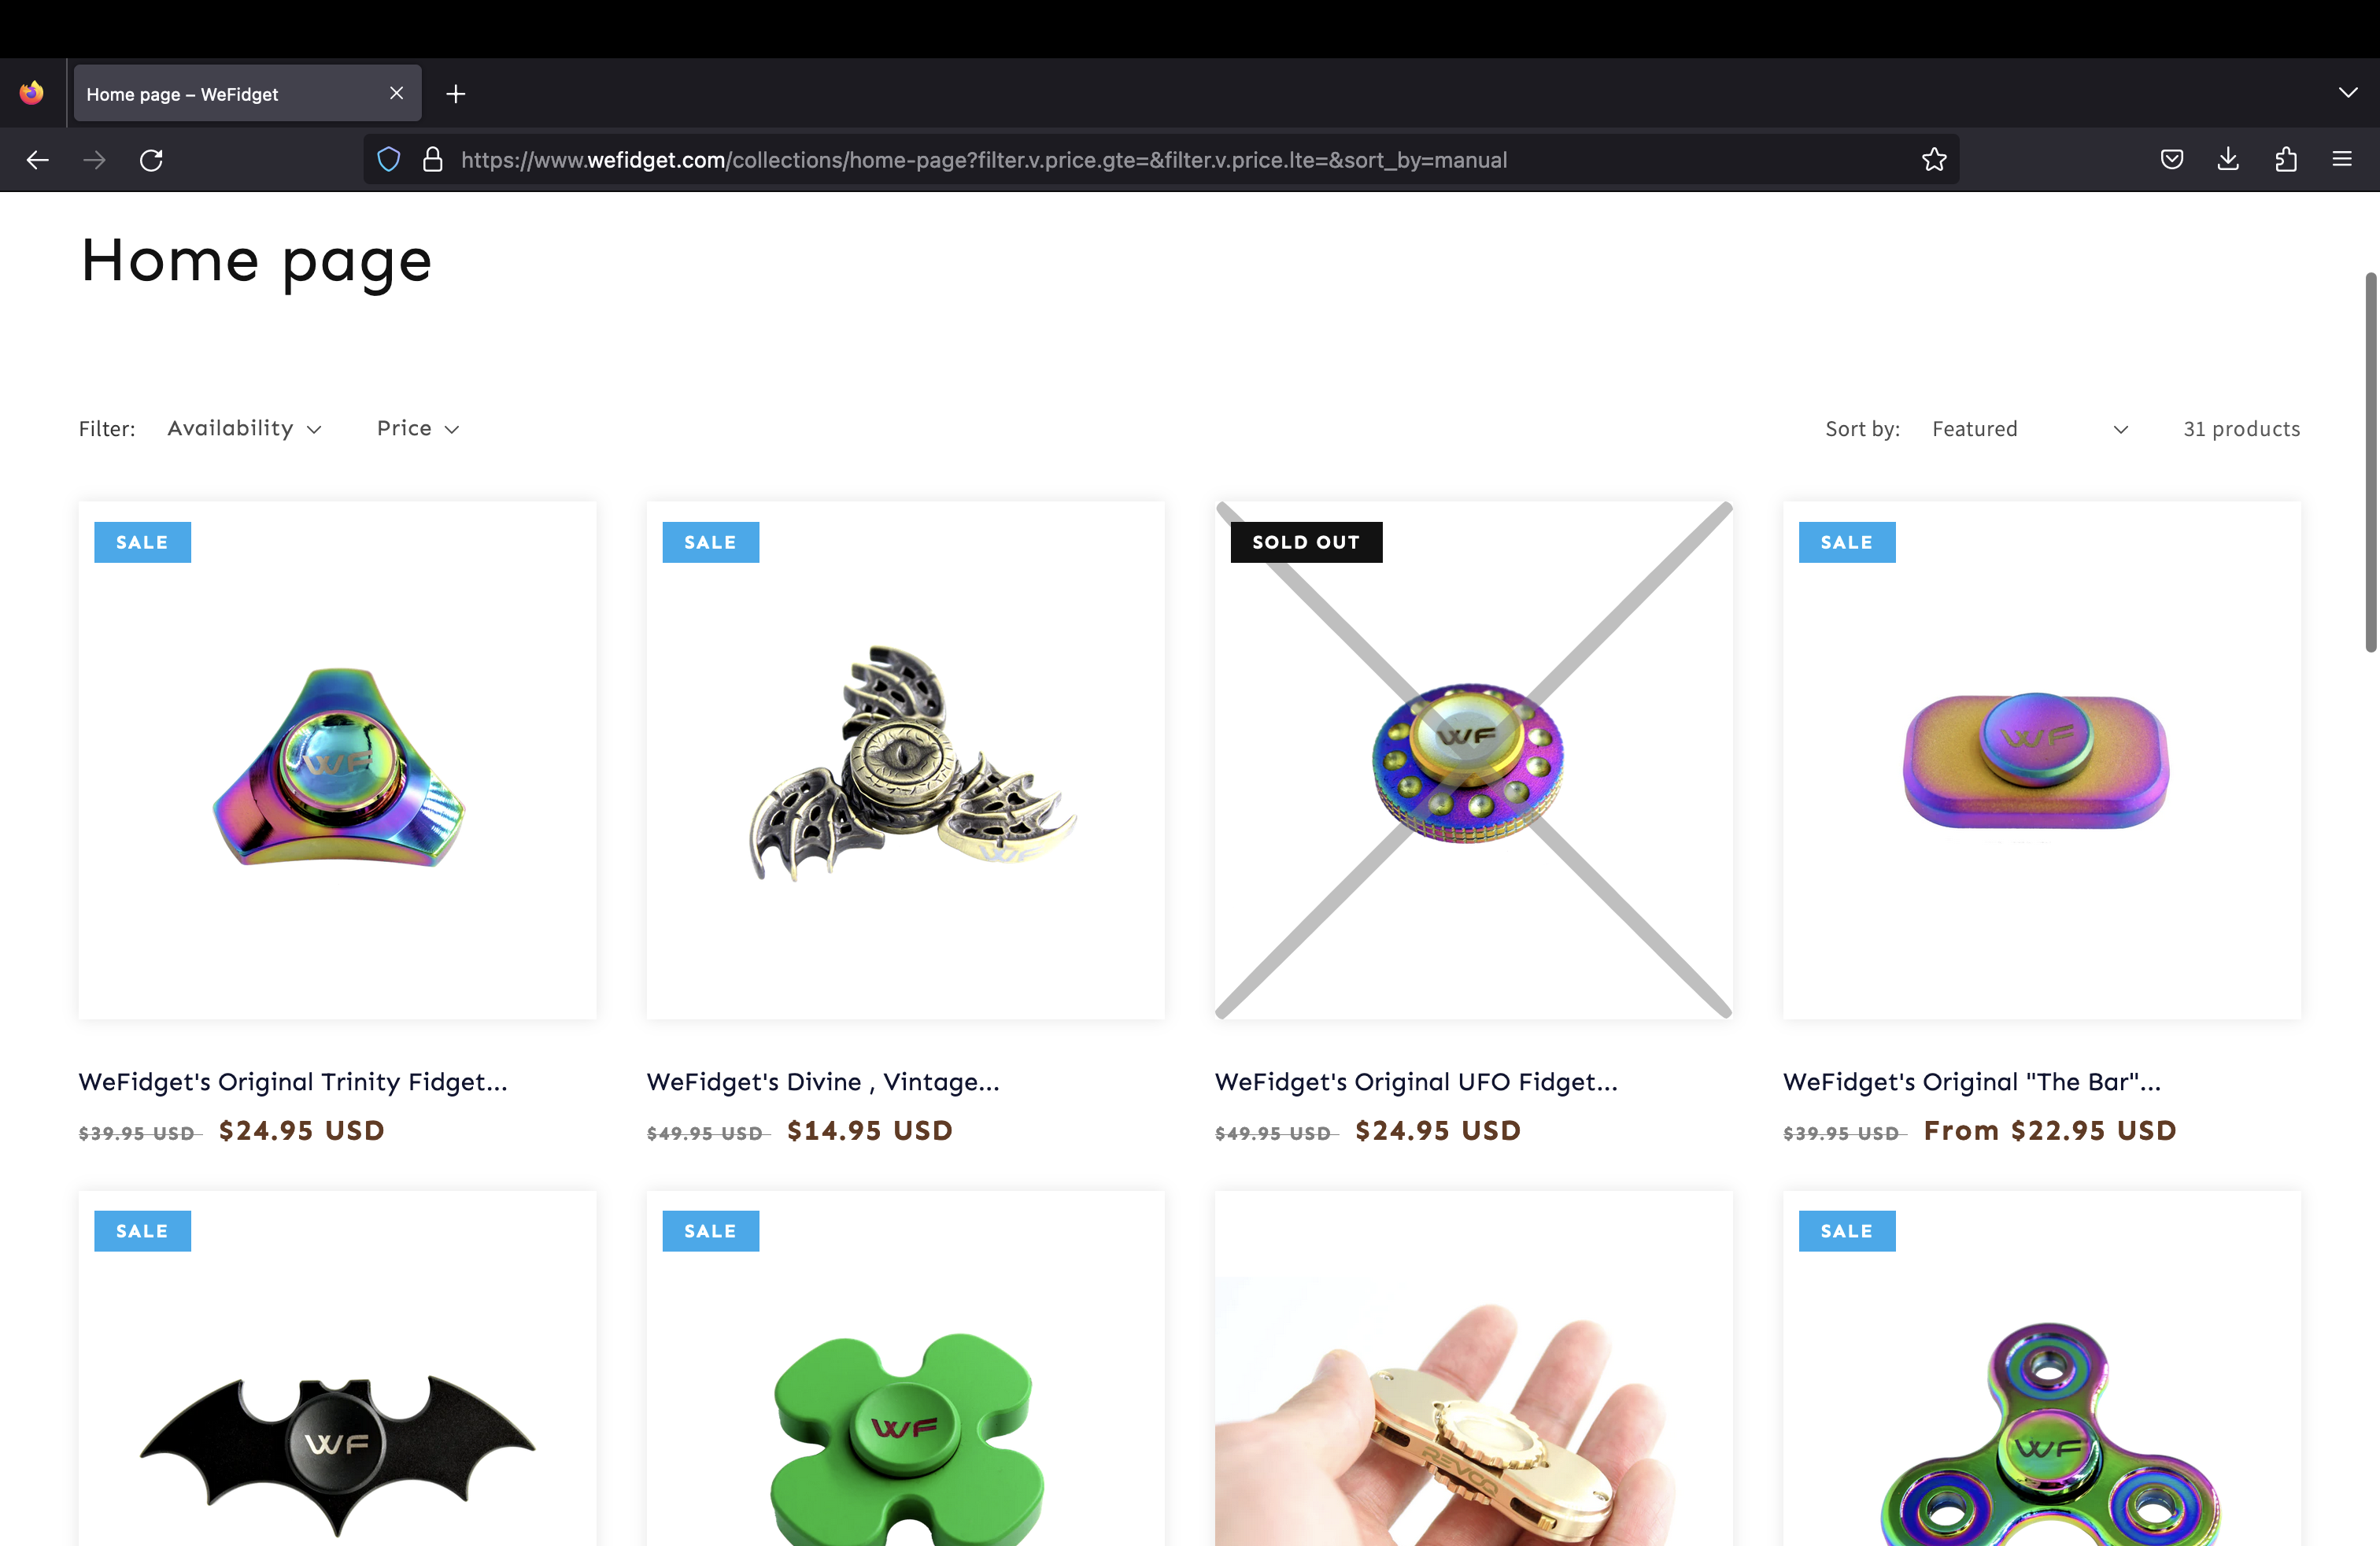 Home page – WeFidget
https://www.wefidget.com/collections/home-page?filter.v.price.gte=&filter.v.price.lte=&sort_by=manual
Home page
Filter: Availability Price Sort by: Featured 31 products
SALE SALE SOLD OUT SALE
WF WF WF WF
WeFidget's Original Trinity Fidget... WeFidget's Divine , Vintage... WeFidget's Original UFO Fidget... WeFidget's Original "The Bar"...
$39.95 USD $24.95 USD $49.95 USD $14.95 USD $49.95 USD $24.95 USD $39.95 USD From $22.95 USD
SALE SALE SALE
WF WF REVOQ WF